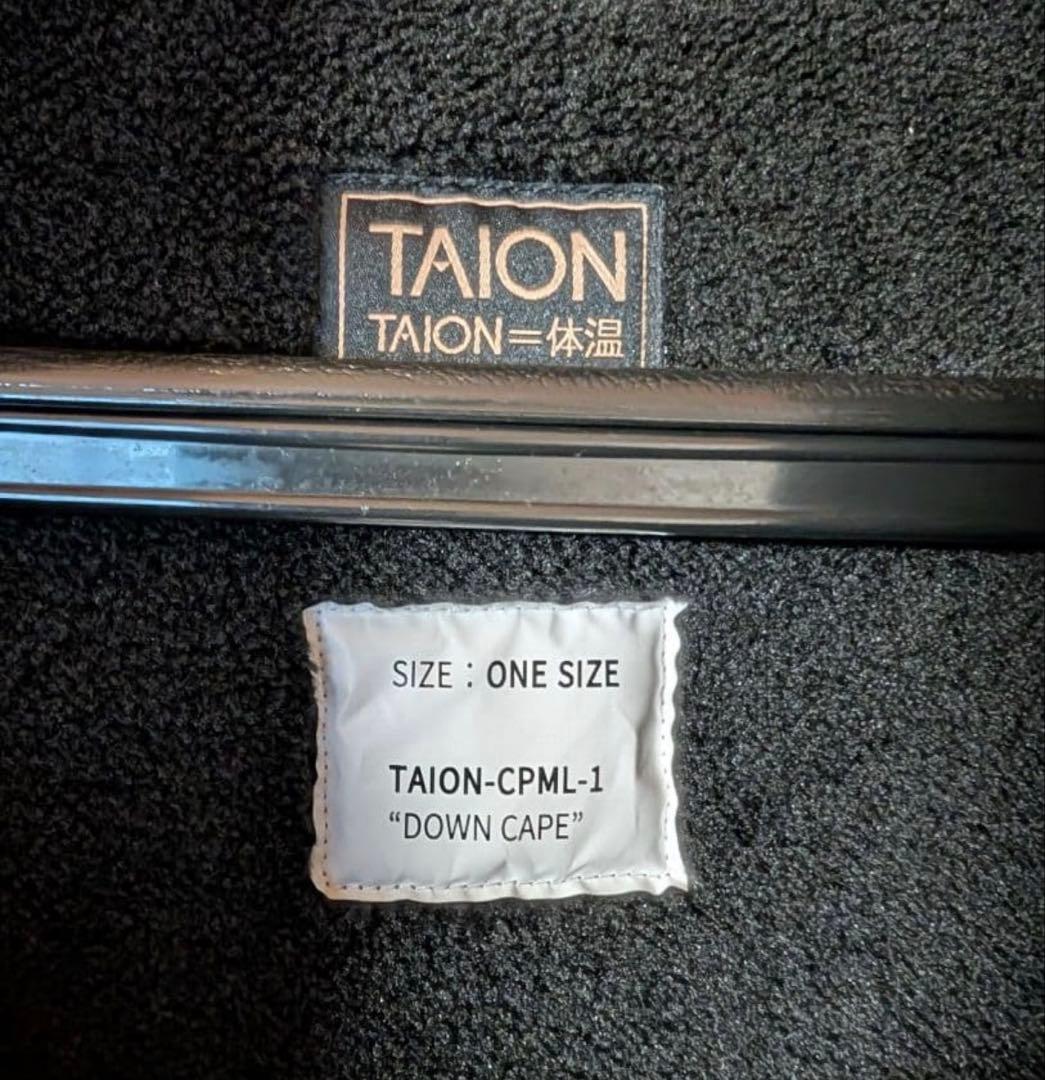 TAION
TAION=体温
SIZE：ONE SIZE
TAION-CPML-1
“DOWN CAPE”